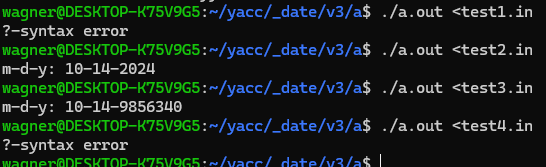 wagner@DESKTOP-K75V9G5:~/yacc/_date/v3/a$ ./a.out <test1.in
?-syntax error
wagner@DESKTOP-K75V9G5:~/yacc/_date/v3/a$ ./a.out <test2.in
m-d-y: 10-14-2024
wagner@DESKTOP-K75V9G5:~/yacc/_date/v3/a$ ./a.out <test3.in
m-d-y: 10-14-9856340
wagner@DESKTOP-K75V9G5:~/yacc/_date/v3/a$ ./a.out <test4.in
?-syntax error
wagner@DESKTOP-K75V9G5:~/yacc/_date/v3/a$